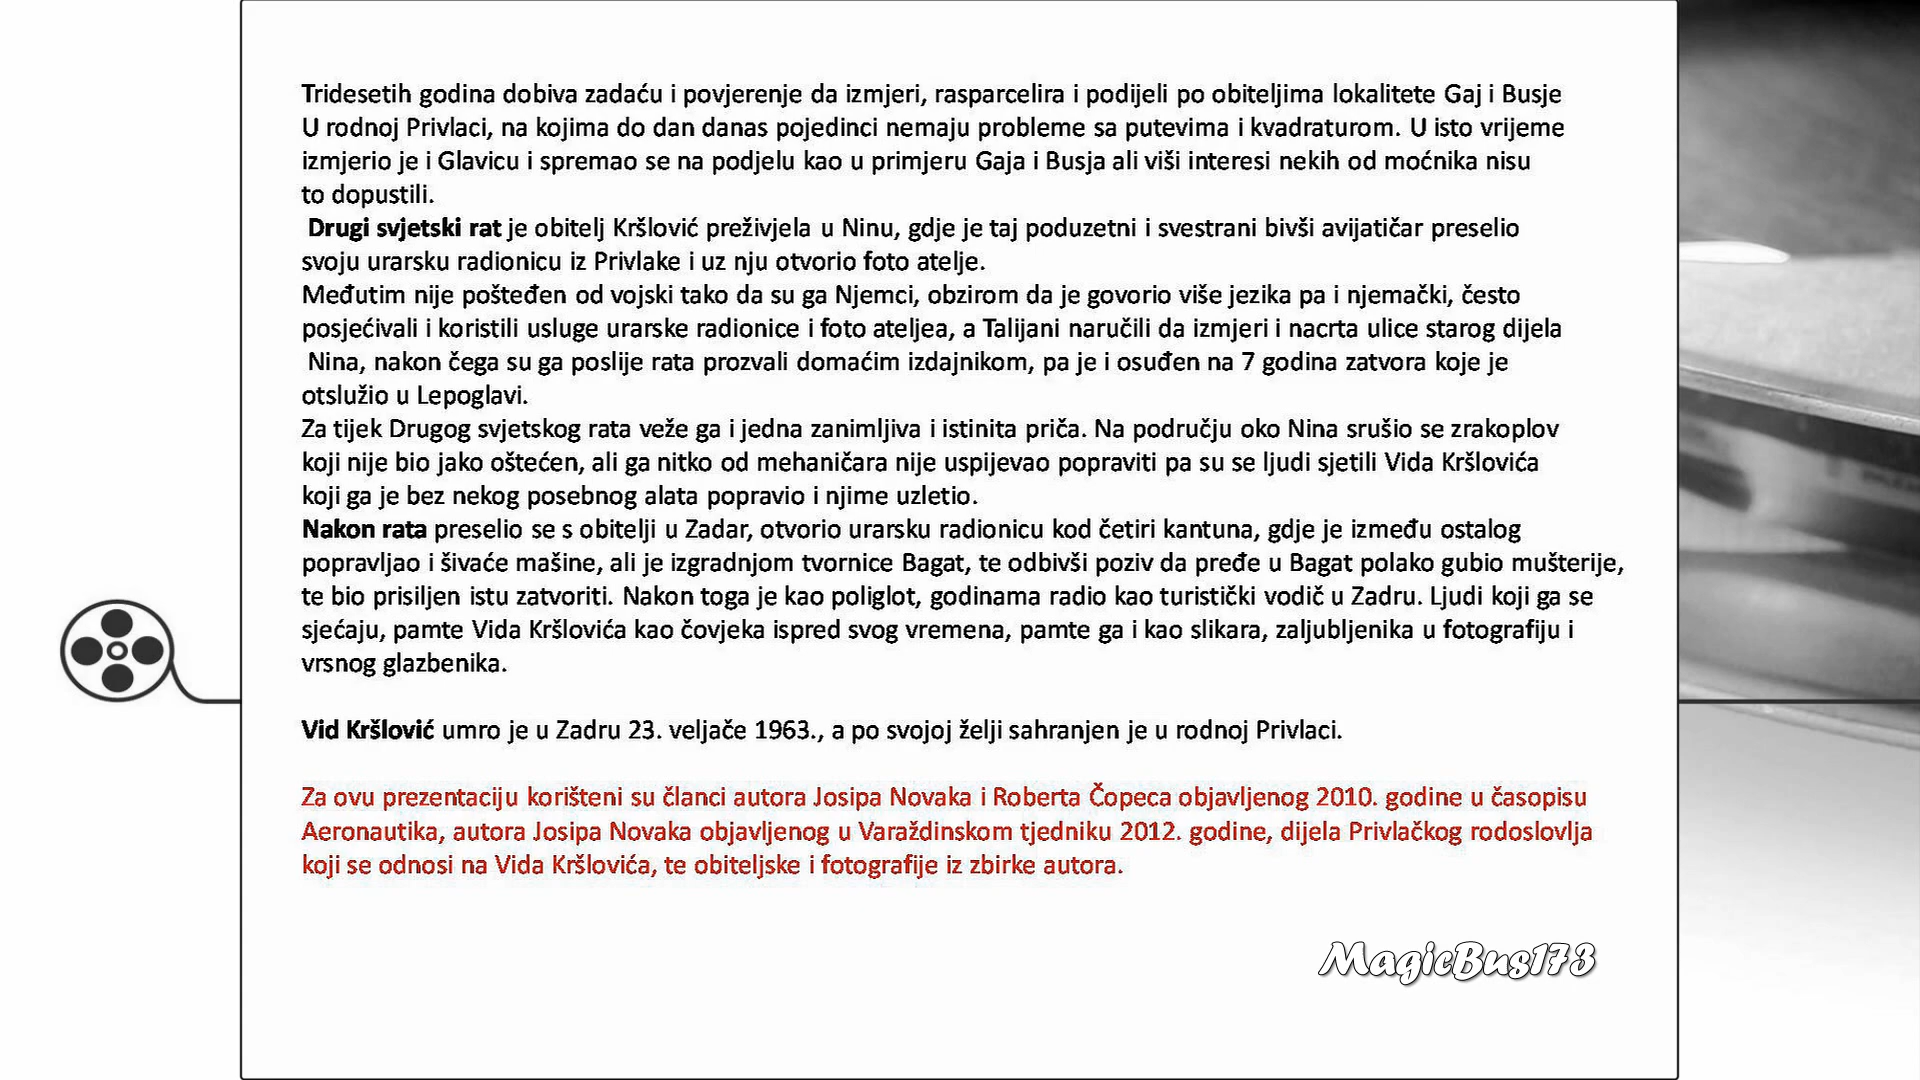 Tridesetih godina dobiva zadaću i povjerenje da izmjeri, rasparcelira i podijeli po obiteljima lokalitete Gaj i Busje
U rodnoj Privlaci, na kojima do dan danas pojedinci nemaju probleme sa putevima i kvadraturom. U isto vrijeme
izmjerio je i Glavicu i spremao se na podjelu kao u primjeru Gaja i Busja ali viši interesi nekih od moćnika nisu
to dopustili.
Drugi svjetski rat je obitelj Kršlović preživjela u Ninu, gdje je taj poduzetni i svestrani bivši avijatičar preselio
svoju urarsku radionicu iz Privlake i uz nju otvorio foto atelje.
Međutim nije pošteđen od vojski tako da su ga Njemci, obzirom da je govorio više jezika pa i njemački, često
posjećivali i koristili usluge urarske radionice i foto ateljea, a Talijani naručili da izmjeri i nacrta ulice starog dijela
Nina, nakon čega su ga poslije rata prozvali domaćim izdajnikom, pa je i osuđen na 7 godina zatvora koje je
otslužio u Lepoglavi.
Za tijek Drugog svjetskog rata veže ga i jedna zanimljiva i istinita priča. Na području oko Nina srušio se zrakoplov
koji nije bio jako oštećen, ali ga nitko od mehaničara nije uspijevao popraviti pa su se ljudi sjetili Vida Kršlovića
koji ga je bez nekog posebnog alata popravio i njime uzletio.
Nakon rata preselio se s obitelji u Zadar, otvorio urarsku radionicu kod četiri kantuna, gdje je između ostalog
popravljao i šivaće mašine, ali je izgradnjom tvornice Bagat, te odbivši poziv da pređe u Bagat polako gubio mušterije,
te bio prisiljen istu zatvoriti. Nakon toga je kao poliglot, godinama radio kao turistički vodič u Zadru. Ljudi koji ga se
sjećaju, pamte Vida Kršlovića kao čovjeka ispred svog vremena, pamte ga i kao slikara, zaljubljenika u fotografiju i
vrsnog glazbenika.
Vid Kršlović umro je u Zadru 23. veljače 1963., a po svojoj želji sahranjen je u rodnoj Privlaci.
Za ovu prezentaciju korišteni su članci autora Josipa Novaka i Roberta Čopeca objavljenog 2010. godine u časopisu
Aeronautika, autora Josipa Novaka objavljenog u Varaždinskom tjedniku 2012. godine, dijela Privlačkog rodoslovlja
koji se odnosi na Vida Kršlovića, te obiteljske i fotografije iz zbirke autora.
MagicBus173